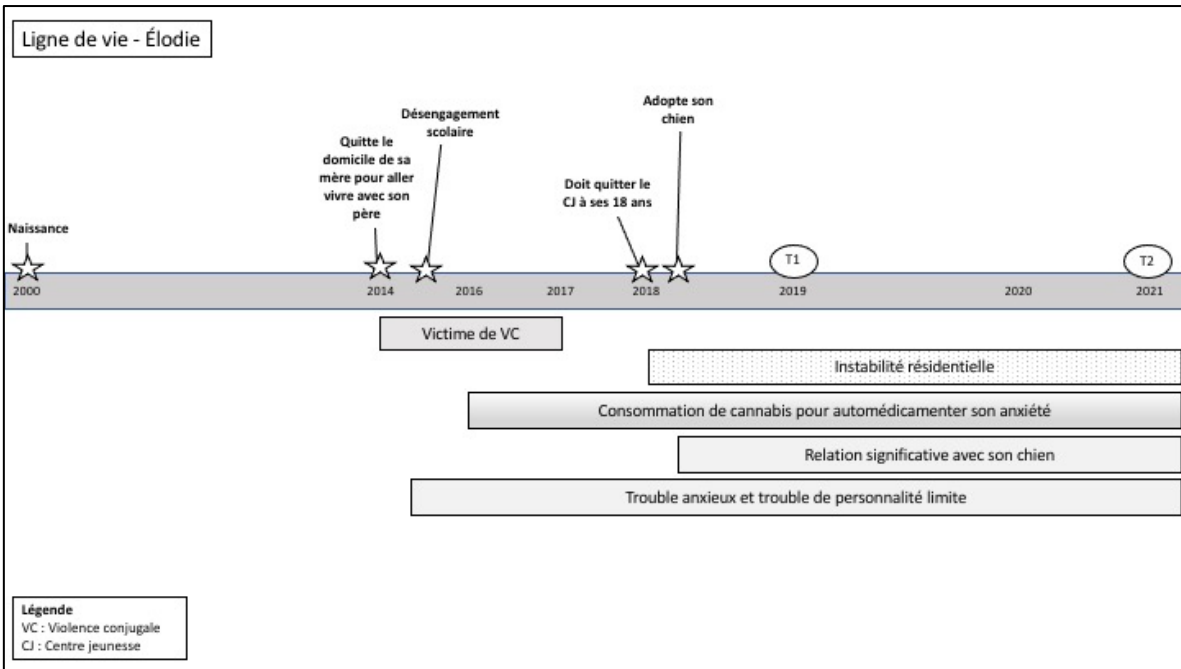 Ligne de vie - Élodie
Adopte son
chien
Désengagement
scolaire
Quitte le
domicile de sa
mère pour aller
vivre avec son
père
Doit quitter le
CJ à ses 18 ans
Naissance
T1
T2
2000
2014
2016
2017
2018
2019
2020
2021
Victime de VC
Instabilité résidentielle
Consommation de cannabis pour automédicamenter son anxiété
Relation significative avec son chien
Trouble anxieux et trouble de personnalité limite
Légende
VC : Violence conjugale
CJ : Centre jeunesse